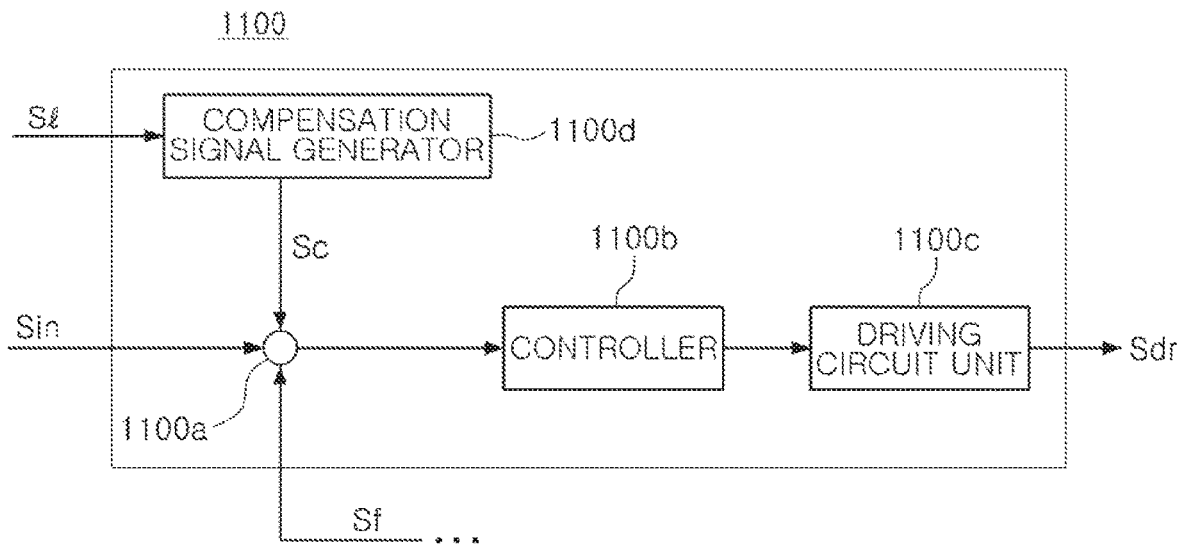 1100
Sℓ
COMPENSATION
SIGNAL GENERATOR
1100d
Sc
1100b
1100c
Sin
CONTROLLER
DRIVING
CIRCUIT UNIT
Sdr
1100a
Sf
...